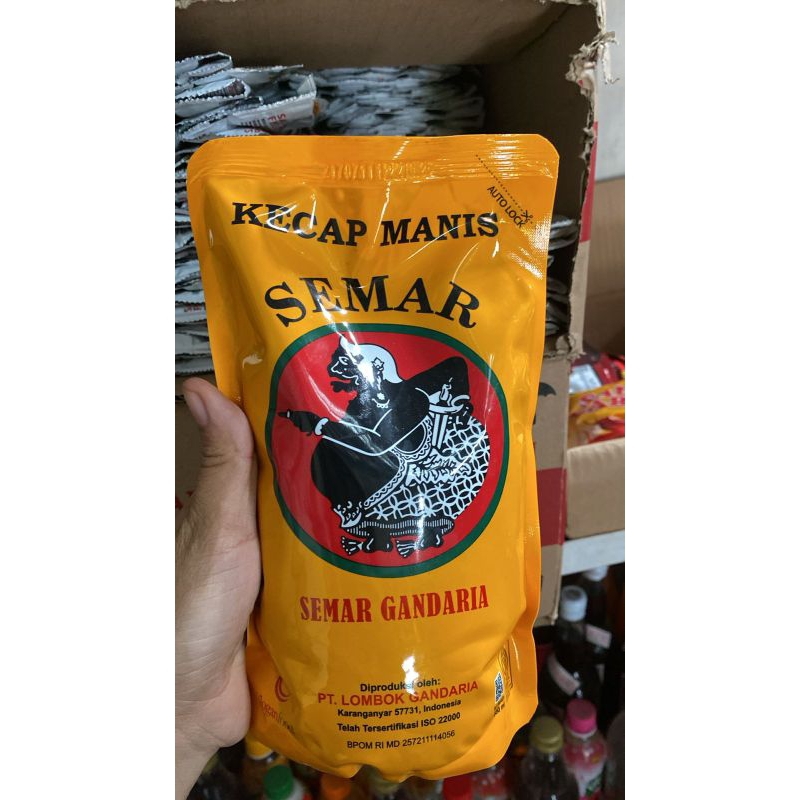 AUTO LOCK
KECAP MANIS
SEMAR
SEMAR GANDARIA
Diproduksi oleh:
PT. LOMBOK GANDARIA
Karanganyar 57731, Indonesia
Telah Tersertifikasi ISO 22000
BPOM RI MD 257211114056